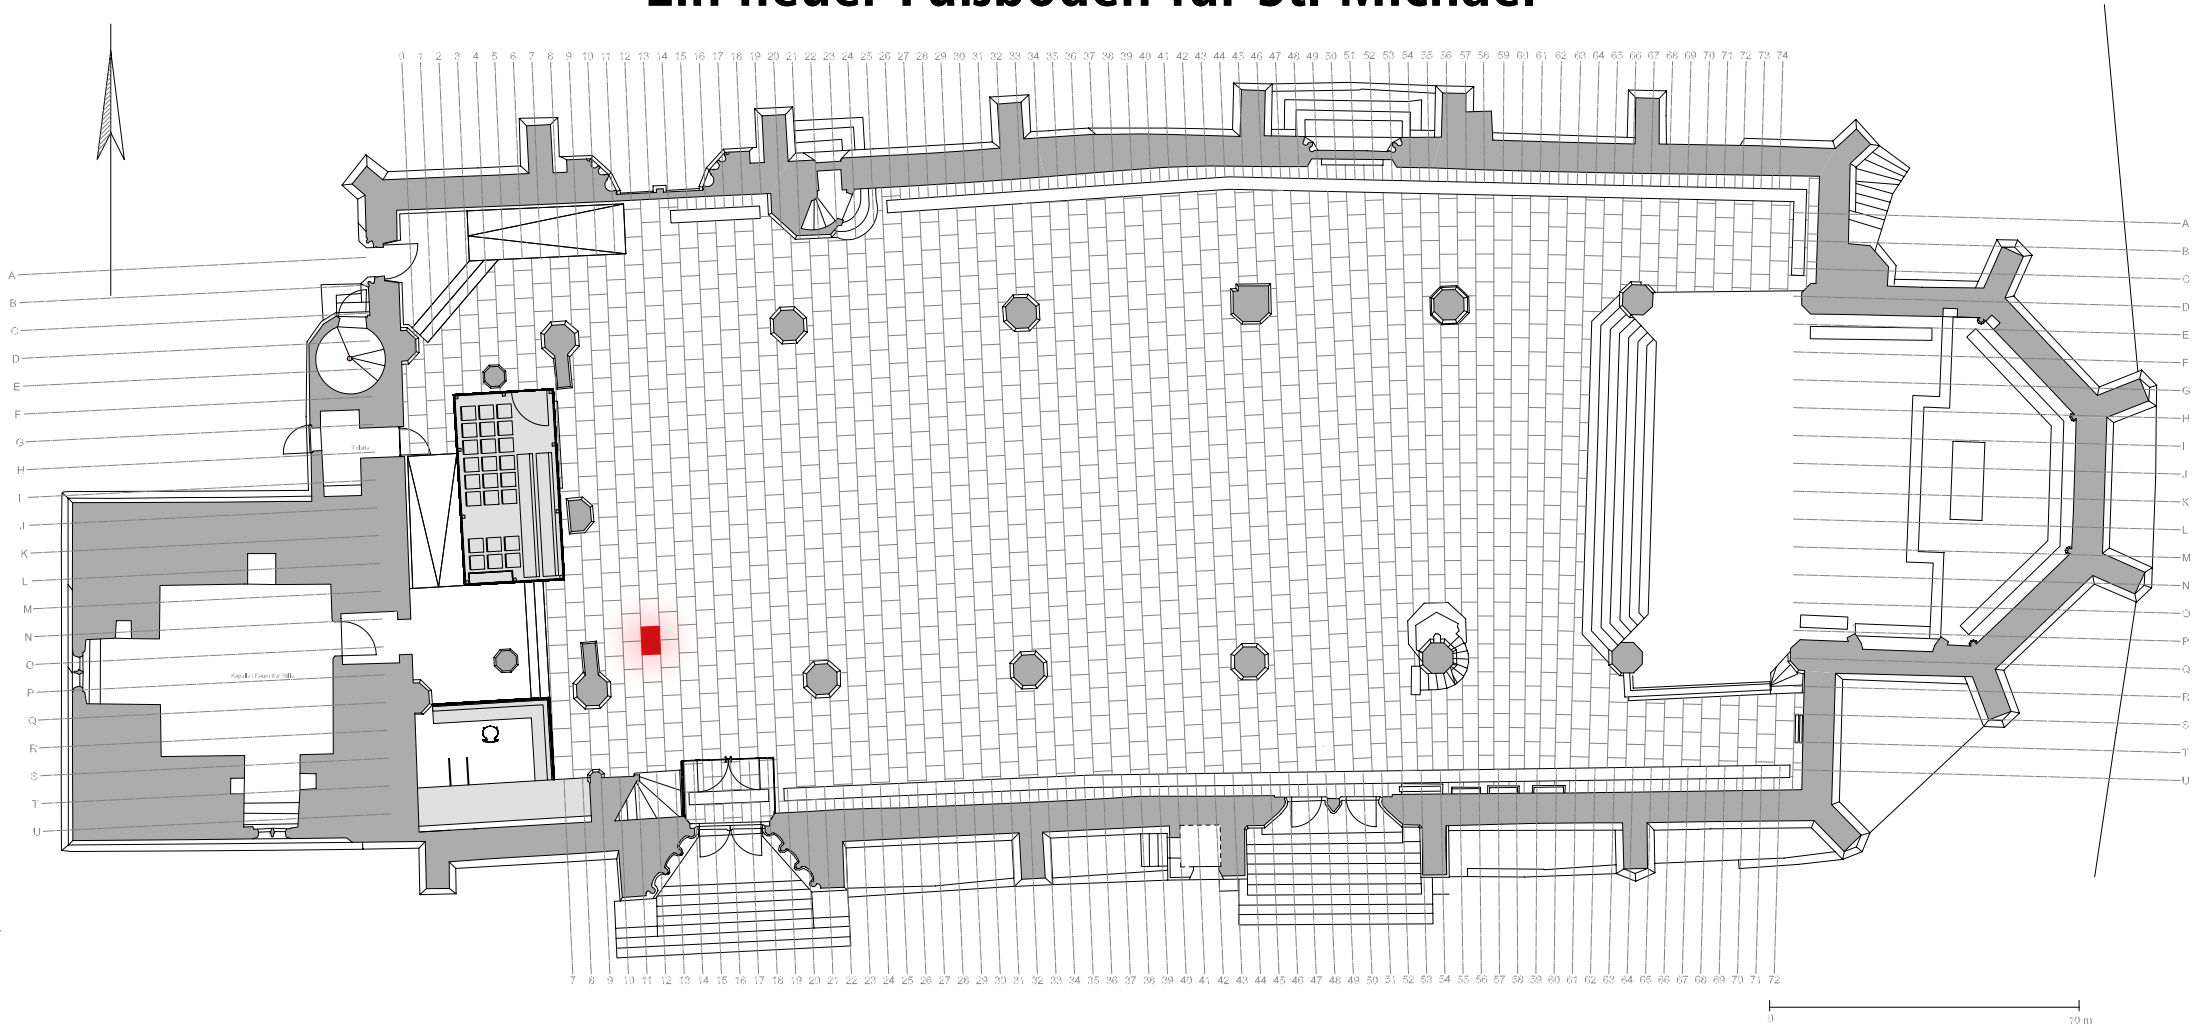 Ein neuer Fußboden für St. Michael
0 1 2 3 4 5 6 7 8 9 10 11 12 13 14 15 16 17 18 19 20 21 22 23 24 25 26 27 28 29 30 31 32 33 34 35 36 37 38 39 40 41 42 43 44 45 46 47 48 49 50 51 52 53 54 55 56 57 58 59 60 61 62 63 64 65 66 67 68 69 70 71 72 73 74
A
B
C
D
E
F
G
H
I
J
K
L
M
N
O
P
Q
R
S
T
U
Kapelle / Raum der Stille
A
B
C
D
E
F
G
H
I
J
K
L
M
N
O
P
Q
R
S
T
U
7 8 9 10 11 12 13 14 15 16 17 18 19 20 21 22 23 24 25 26 27 28 29 30 31 32 33 34 35 36 37 38 39 40 41 42 43 44 45 46 47 48 49 50 51 52 53 54 55 56 57 58 59 60 61 62 63 64 65 66 67 68 69 70 71 72
0 10 m